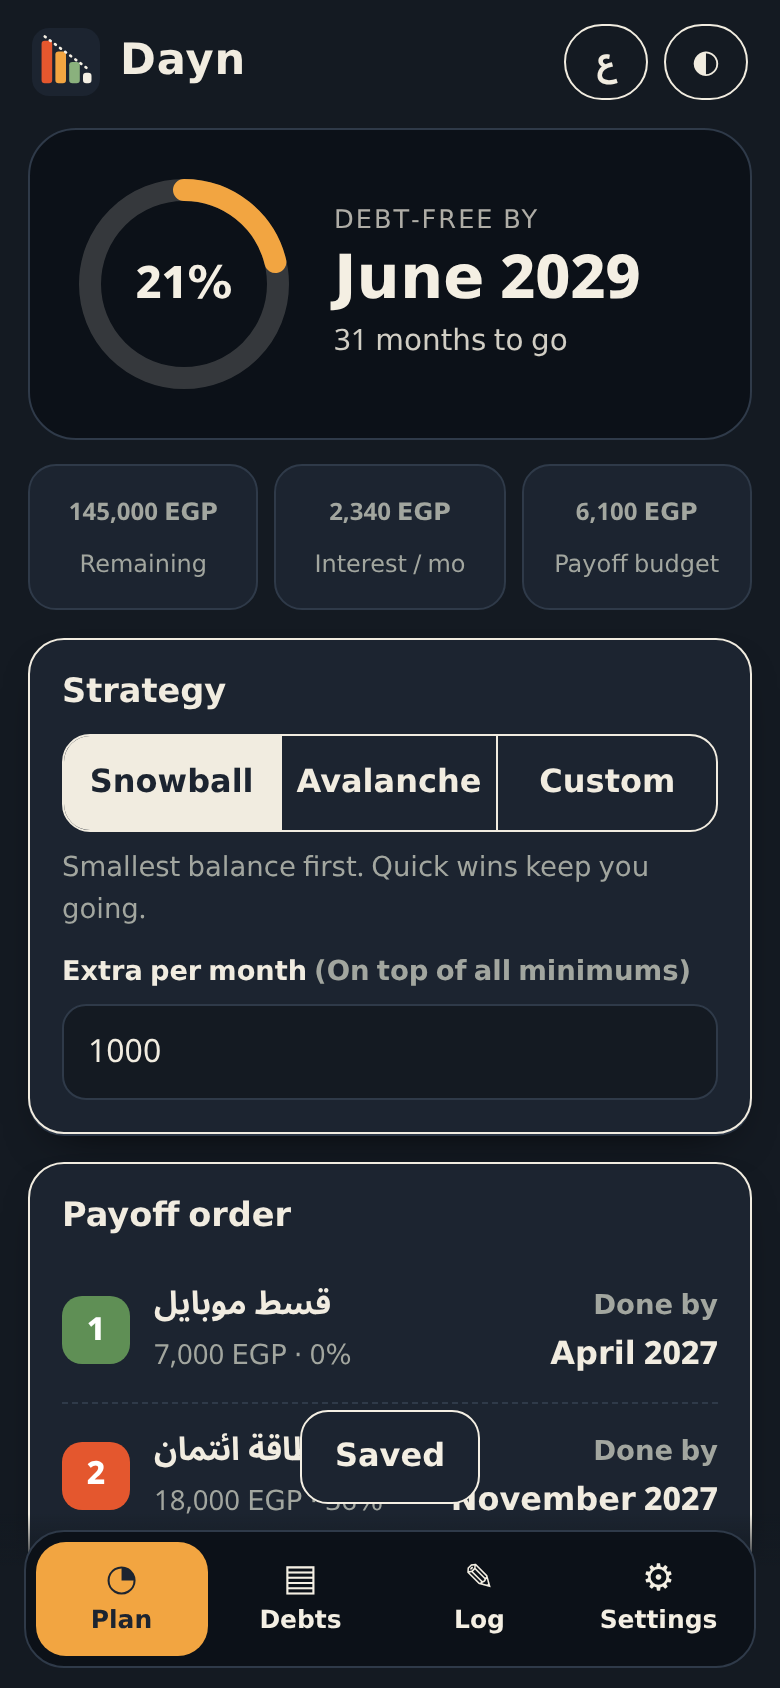 Dayn
ع
21%
DEBT-FREE BY
June 2029
31 months to go
145,000 EGP
Remaining
2,340 EGP
Interest / mo
6,100 EGP
Payoff budget
Strategy
Snowball
Avalanche
Custom
Smallest balance first. Quick wins keep you
going.
Extra per month (On top of all minimums)
1000
Payoff order
1
قسط موبايل
7,000 EGP · 0%
Done by
April 2027
2
ائتمان
18,000 EGP ·
Done by
November 2027
Saved
Plan
Debts
Log
Settings